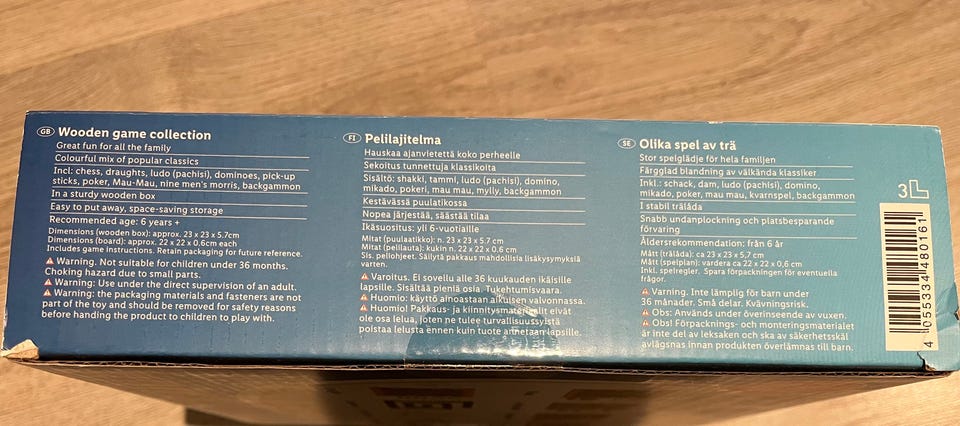 GB Wooden game collection
Great fun for all the family
Colourful mix of popular classics
Incl: chess, draughts, ludo (pachisi), dominoes, pick-up
sticks, poker, Mau-Mau, nine men's morris, backgammon
In a sturdy wooden box
Easy to put away, space-saving storage
Recommended age: 6 years +
Dimensions (wooden box): approx. 23 x 23 x 5.7cm
Dimensions (board): approx. 22 x 22 x 0.6cm each
Includes game instructions. Retain packaging for future reference.
Warning. Not suitable for children under 36 months.
Choking hazard due to small parts.
Warning: Use under the direct supervision of an adult.
Warning: the packaging materials and fasteners are not
part of the toy and should be removed for safety reasons
before handing the product to children to play with.
FI Pelilajitelma
Hauskaa ajanvietettä koko perheelle
Sekoitus tunnettuja klassikoita
Sisältö: shakki, tammi, ludo (pachisi), domino,
mikado, pokeri, mau mau, mylly, backgammon
Kestävässä puulaatikossa
Nopea järjestää, säästää tilaa
Ikäsuositus: yli 6-vuotiaille
Mitat (puulaatikko): n. 23 x 23 x 5.7 cm
Mitat (pelilauta): kukin n. 22 x 22 x 0,6 cm
Sis. peliohjeet. Säilytä pakkaus mahdollisia lisäkysymyksiä
varten.
Varoitus. Ei sovellu alle 36 kuukauden ikäisille
lapsille. Sisältää pieniä osia. Tukehtumisvaara.
Huomio: käyttö ainoastaan aikuisen valvonnassa.
Huomio! Pakkaus- ja kiinnitysmateriaalit eivät
ole osa lelua, joten ne tulee turvallisuussyistä
poistaa lelusta ennen kuin tuote annetaan lapsille.
SE Olika spel av trä
Stor spelglädje för hela familjen
Färgglad blandning av välkända klassiker
Inkl.: schack, dam, ludo (pachisi), domino,
mikado, poker, mau mau, kvarnspel, backgammon
I stabil trälåda
Snabb undanplockning och platsbesparande
förvaring
Åldersrekommendation: från 6 år
Mått (trälåda): ca 23 x 23 x 5,7 cm
Mått (spelplan): vardera ca 22 x 22 x 0,6 cm
Inkl. spelregler. Spara förpackningen för eventuella
frågor.
Varning. Inte lämplig för barn under
36 månader. Små delar. Kvävningsrisk.
Obs: Används under överinseende av vuxen.
Obs! Förpacknings- och monteringsmaterialet
är inte del av leksaken och ska av säkerhetsskäl
avlägsnas innan produkten överlämnas till barn.
3L
4 055334 480161